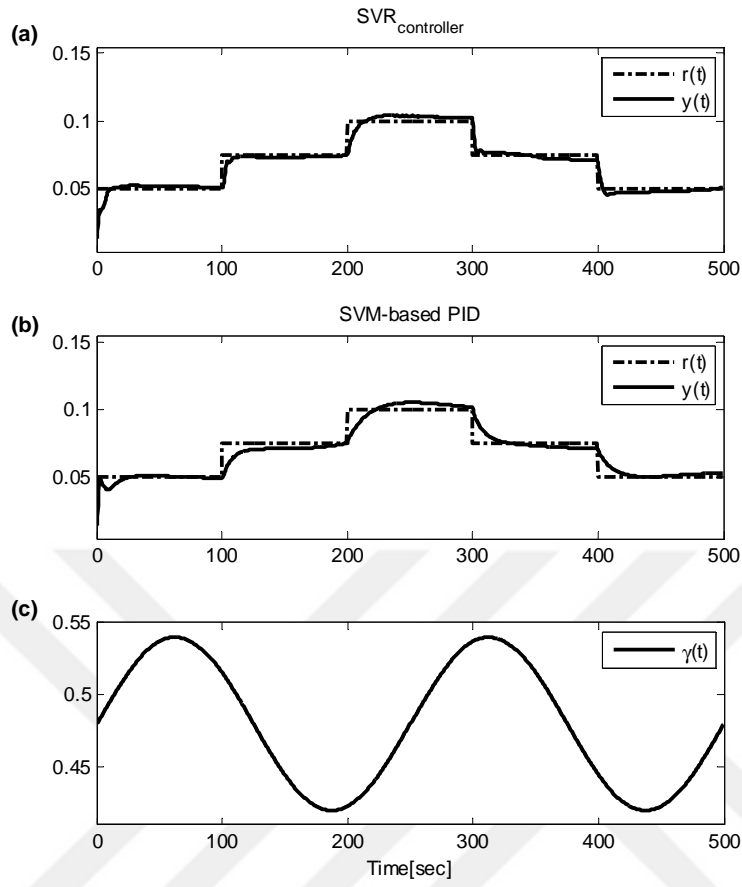 SVR controller
(a)
0.15
0.1
0.05
r(t)
y(t)
0 100 200 300 400 500
SVM-based PID
(b)
0.15
0.1
0.05
r(t)
y(t)
0 100 200 300 400 500
(c)
0.55
0.5
0.45
γ(t)
0 100 200 300 400 500
Time[sec]